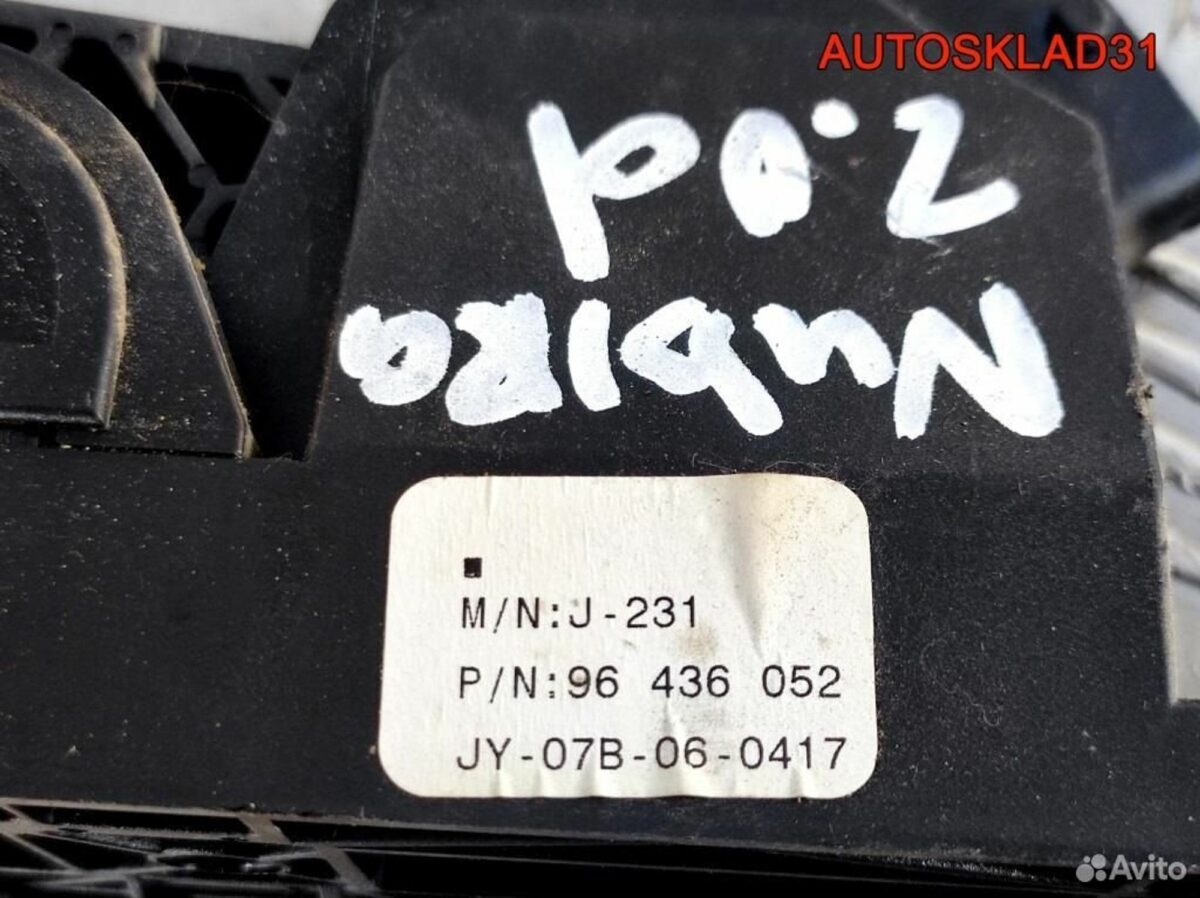 AUTOSKLAD31
NubiRa
2.0d
M/N:J-231
P/N:96 436 052
JY-07B-06-0417
Avito